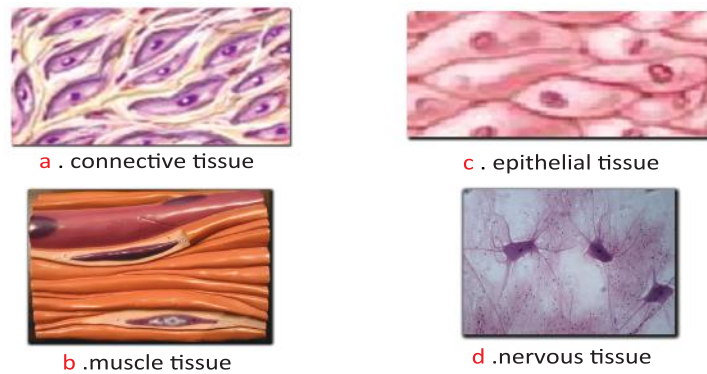 a . connective tissue
c . epithelial tissue
b .muscle tissue
d .nervous tissue